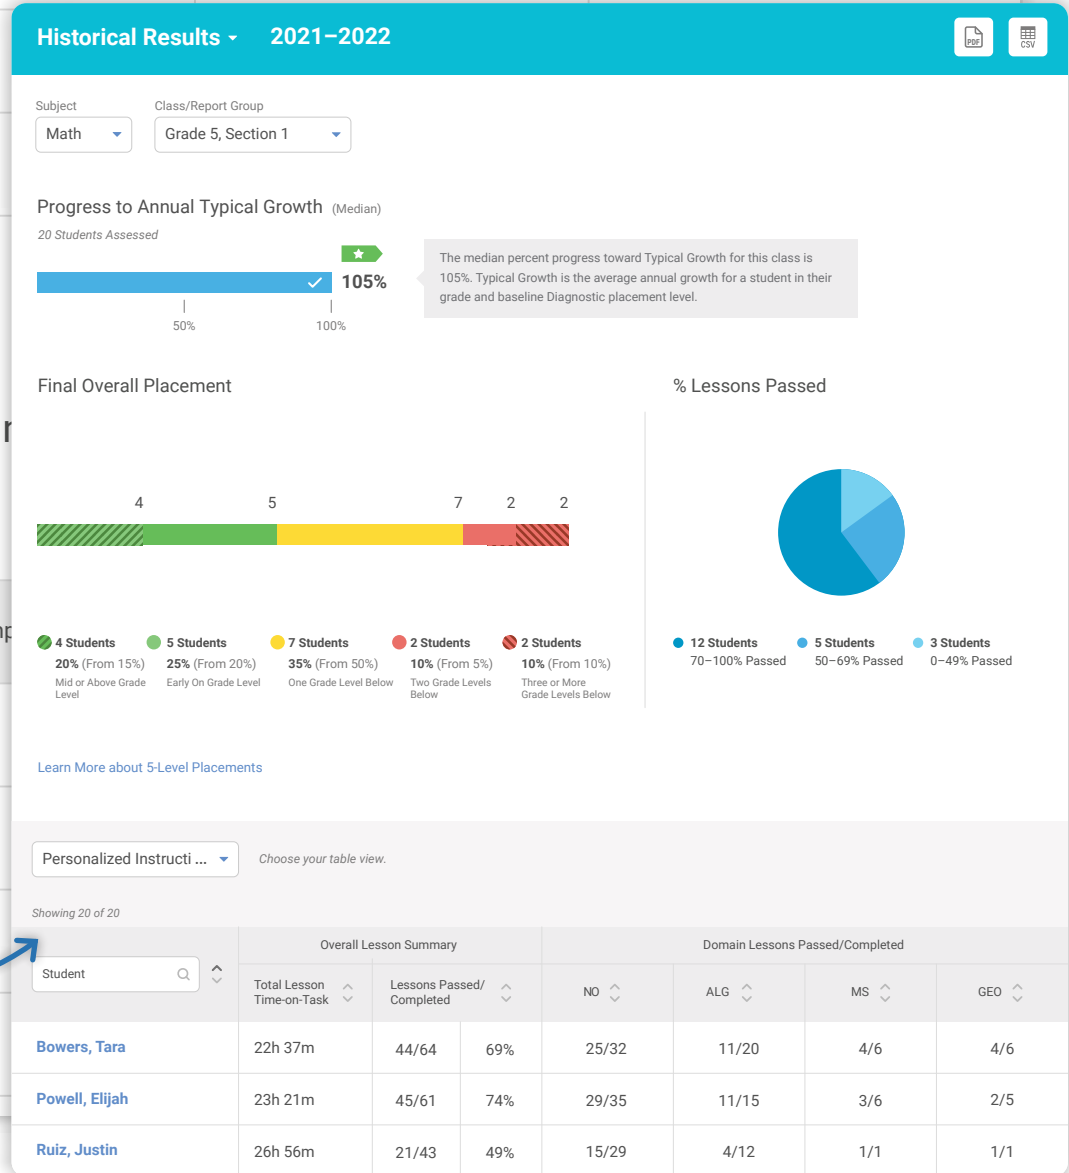 Historical Results 2021–2022
PDF
CSV
Subject
Class/Report Group
Math
Grade 5, Section 1
Progress to Annual Typical Growth (Median)
20 Students Assessed
105%
50%
100%
The median percent progress toward Typical Growth for this class is
105%. Typical Growth is the average annual growth for a student in their
grade and baseline Diagnostic placement level.
Final Overall Placement
4 5 7 2 2
4 Students
20% (From 15%)
Mid or Above Grade
Level
5 Students
25% (From 20%)
Early On Grade Level
7 Students
35% (From 50%)
One Grade Level Below
2 Students
10% (From 5%)
Two Grade Levels
Below
2 Students
10% (From 10%)
Three or More
Grade Levels Below
% Lessons Passed
12 Students
70–100% Passed
5 Students
50–69% Passed
3 Students
0–49% Passed
Learn More about 5-Level Placements
Personalized Instructi ...
Choose your table view.
Showing 20 of 20
Student
Overall Lesson Summary
Domain Lessons Passed/Completed
Total Lesson
Time-on-Task
Lessons Passed/
Completed
NO ALG MS GEO
Bowers, Tara 22h 37m 44/64 69% 25/32 11/20 4/6 4/6
Powell, Elijah 23h 21m 45/61 74% 29/35 11/15 3/6 2/5
Ruiz, Justin 26h 56m 21/43 49% 15/29 4/12 1/1 1/1